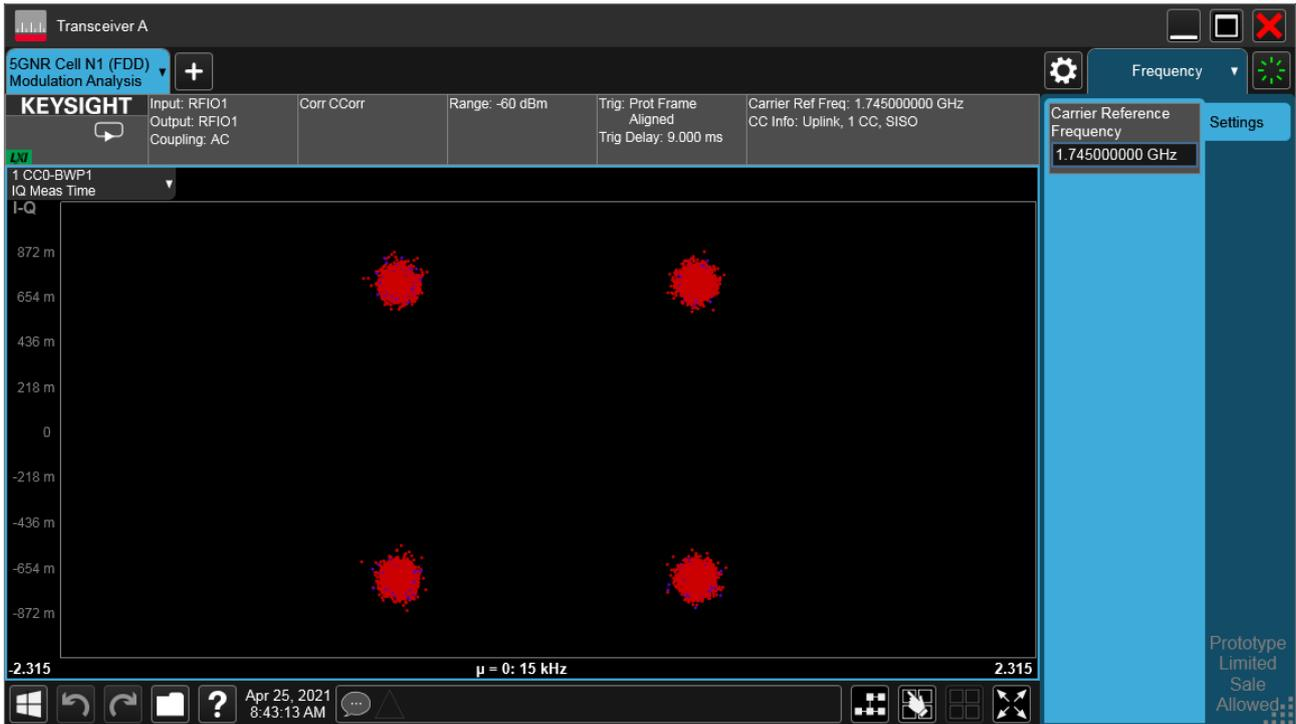 Transceiver A
5GNR Cell N1 (FDD)
Modulation Analysis
+
Frequency
KEYSIGHT
LXI
Input: RFIO1
Output: RFIO1
Coupling: AC
Corr CCorr
Range: -60 dBm
Trig: Prot Frame
Aligned
Trig Delay: 9.000 ms
Carrier Ref Freq: 1.745000000 GHz
CC Info: Uplink, 1 CC, SISO
Carrier Reference
Frequency
1.745000000 GHz
Settings
1 CC0-BWP1
IQ Meas Time
I-Q
872 m
654 m
436 m
218 m
0
-218 m
-436 m
-654 m
-872 m
-2.315
μ = 0: 15 kHz
2.315
?
Apr 25, 2021
8:43:13 AM
Prototype
Limited
Sale
Allowed